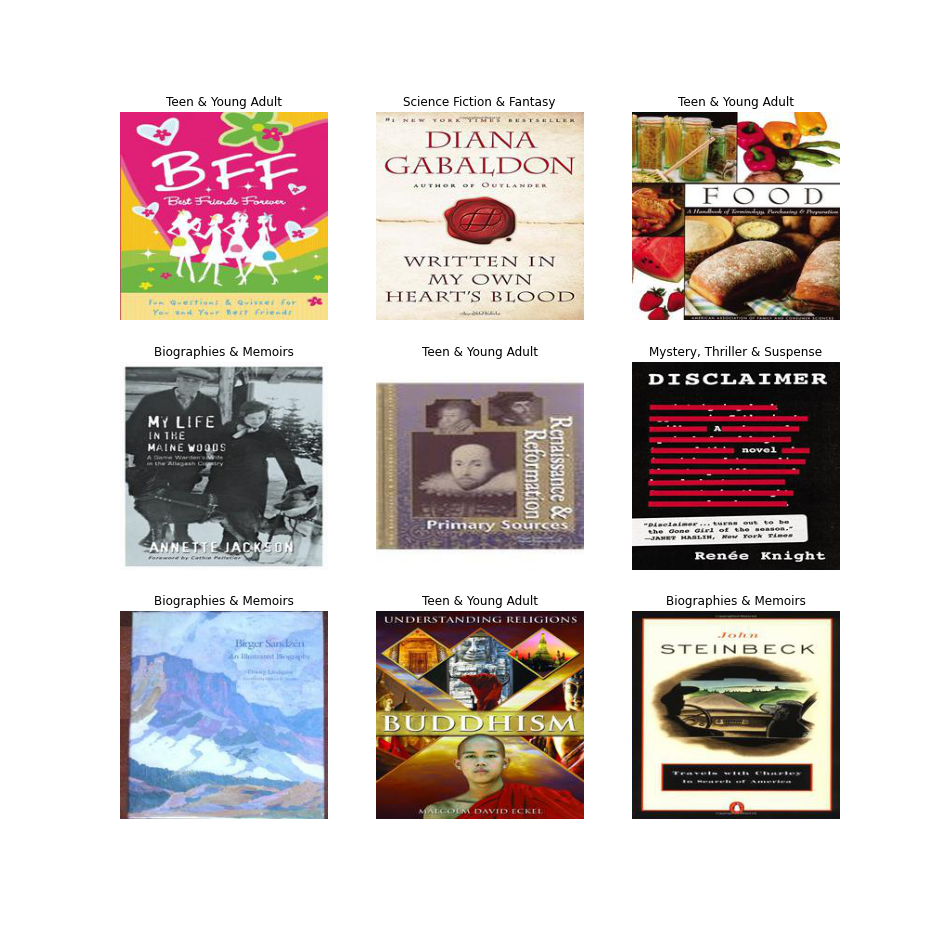 Teen & Young Adult
BFF
Best Friends Forever
Fun Questions & Quizzes for
You and Your Best Friends
Science Fiction & Fantasy
#1 NEW YORK TIMES BESTSELLER
DIANA
GABALDON
AUTHOR OF OUTLANDER
WRITTEN IN
MY OWN
HEART'S BLOOD
A NOVEL
Teen & Young Adult
FOOD
A Handbook of Terminology, Purchasing & Preparation
AMERICAN ASSOCIATION OF FAMILY AND CONSUMER SCIENCES
Biographies & Memoirs
MY LIFE
IN THE
MAINE WOODS
A Game Warden's Wife
in the Allagash Country
ANNETTE JACKSON
Foreword by Cathie Pelletier
Teen & Young Adult
Renaissance &
Reformation
Primary Sources
Mystery, Thriller & Suspense
DISCLAIMER
A
novel
"Disclaimer... turns out to be
the Gone Girl of the season."
—JANET MASLIN, New York Times
Renée Knight
Biographies & Memoirs
Birger Sandzén
An Illustrated Biography
Teen & Young Adult
UNDERSTANDING RELIGIONS
BUDDHISM
MALCOLM DAVID ECKEL
Biographies & Memoirs
John
STEINBECK
Travels with Charley
in Search of America